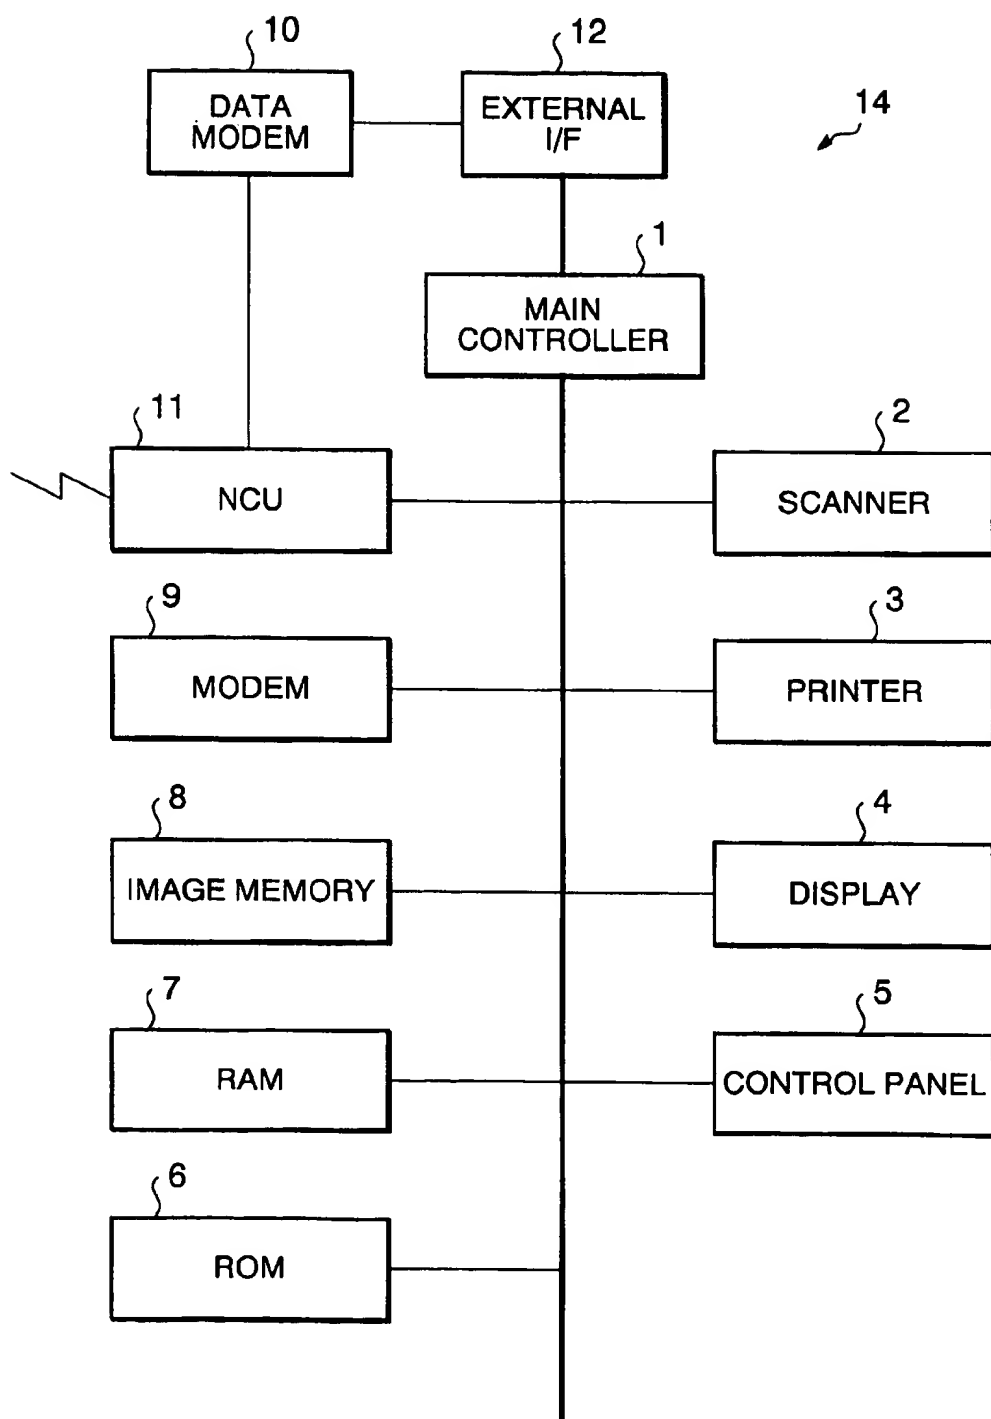 10
12
DATA
MODEM
EXTERNAL
I/F
14
1
MAIN
CONTROLLER
11
2
NCU
SCANNER
9
3
MODEM
PRINTER
8
4
IMAGE MEMORY
DISPLAY
7
5
RAM
CONTROL PANEL
6
ROM